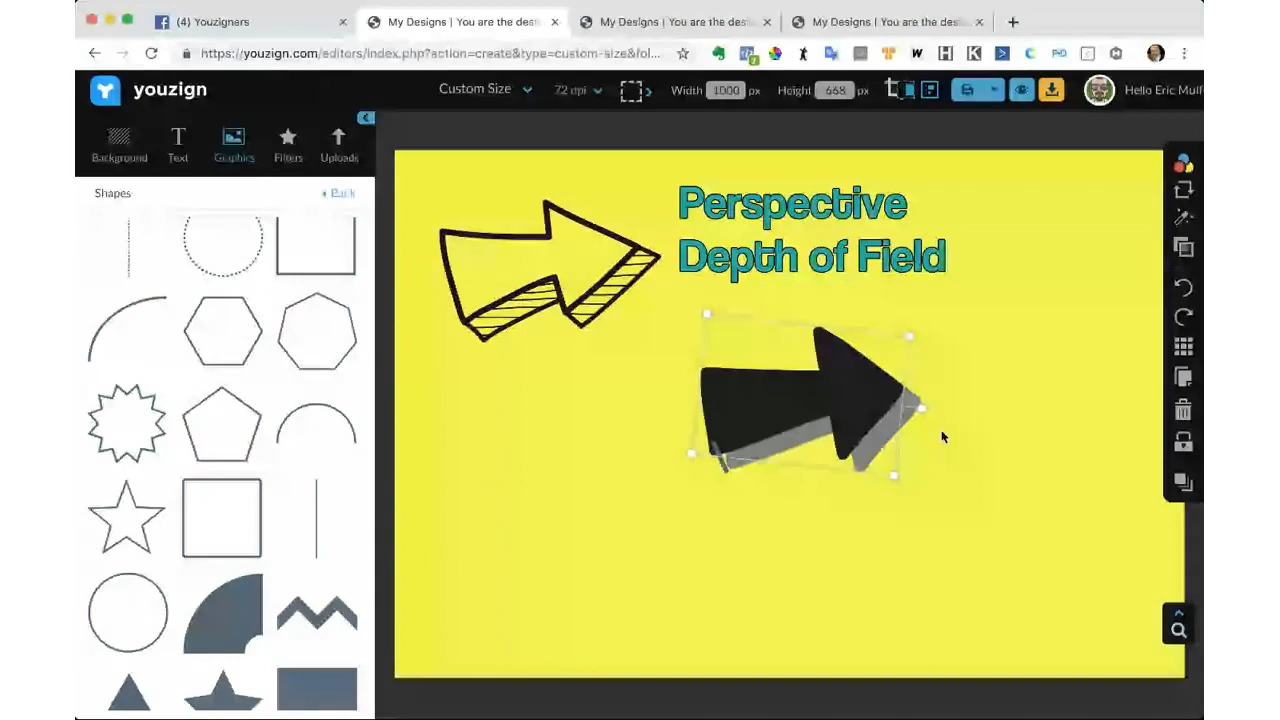 (4) Youzigners
My Designs | You are the desi
My Designs | You are the desi
My Designs | You are the desi
https://youzign.com/editors/index.php?action=create&type=custom-size&fol...
youzign
Custom Size
72 dpi
Width 1000 px
Height 668 px
Hello Eric Mulf
Background
Text
Graphics
Filters
Uploads
Shapes
Back
Perspective
Depth of Field